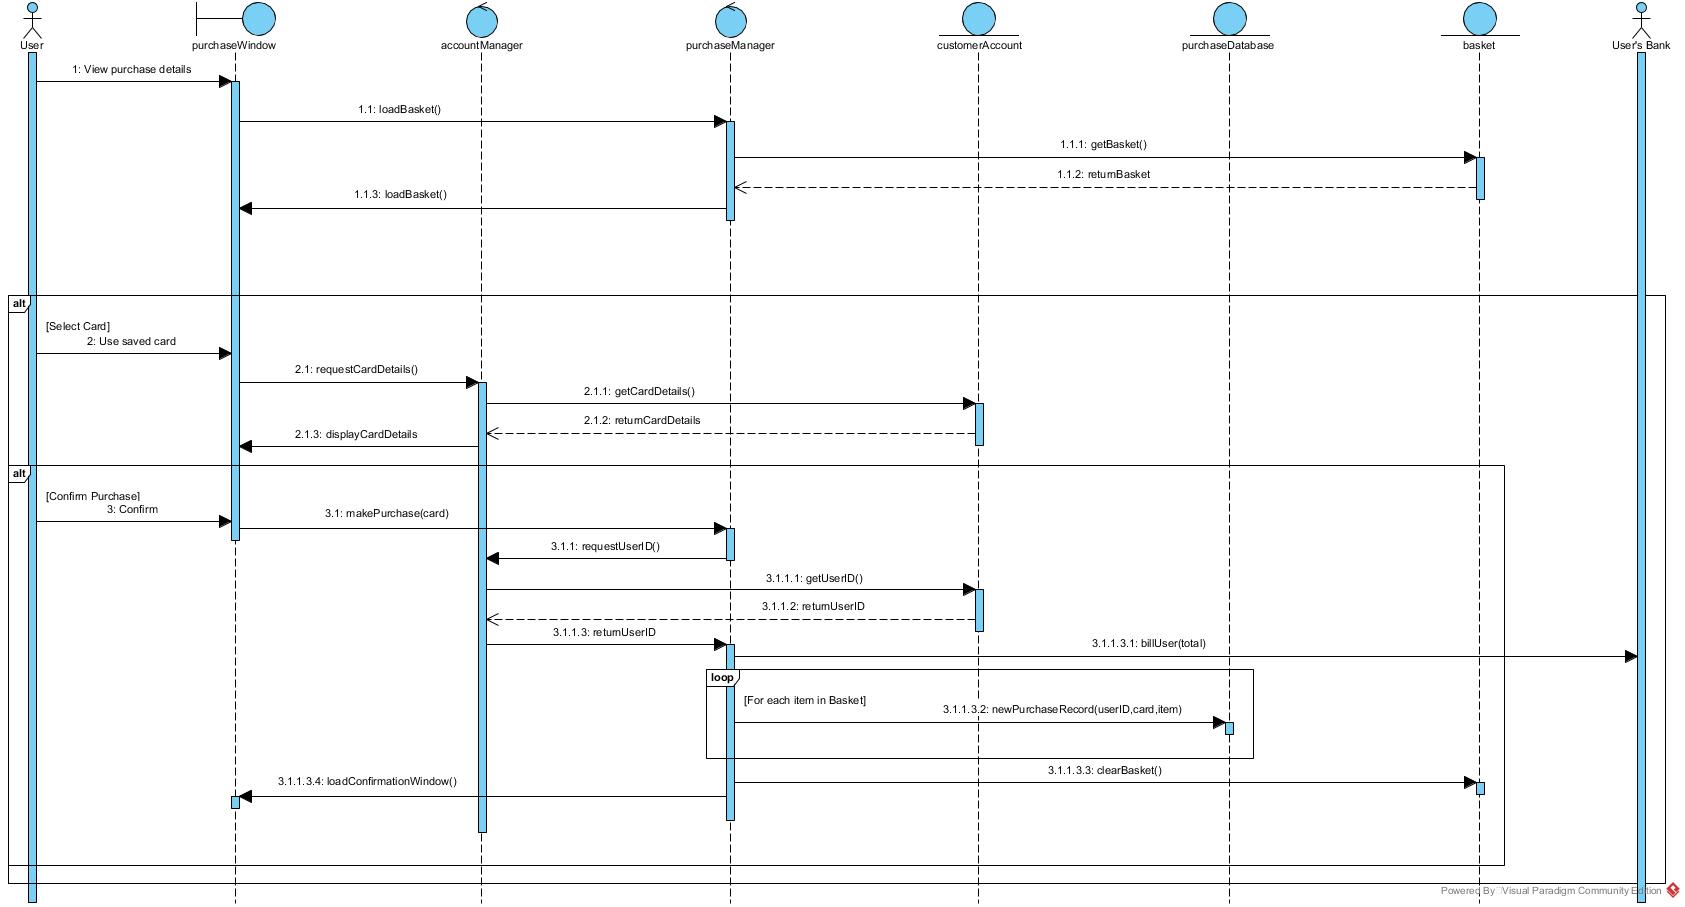 User
purchaseWindow
accountManager
purchaseManager
customerAccount
purchaseDatabase
basket
User's Bank
1: View purchase details
1.1: loadBasket()
1.1.1: getBasket()
1.1.2: returnBasket
1.1.3: loadBasket()
alt
[Select Card]
2: Use saved card
2.1: requestCardDetails()
2.1.1: getCardDetails()
2.1.2: returnCardDetails
2.1.3: displayCardDetails
alt
[Confirm Purchase]
3: Confirm
3.1: makePurchase(card)
3.1.1: requestUserID()
3.1.1.1: getUserID()
3.1.1.2: returnUserID
3.1.1.3: returnUserID
3.1.1.3.1: billUser(total)
loop
[For each item in Basket]
3.1.1.3.2: newPurchaseRecord(userID,card,item)
3.1.1.3.3: clearBasket()
3.1.1.3.4: loadConfirmationWindow()
Powered By Visual Paradigm Community Edition